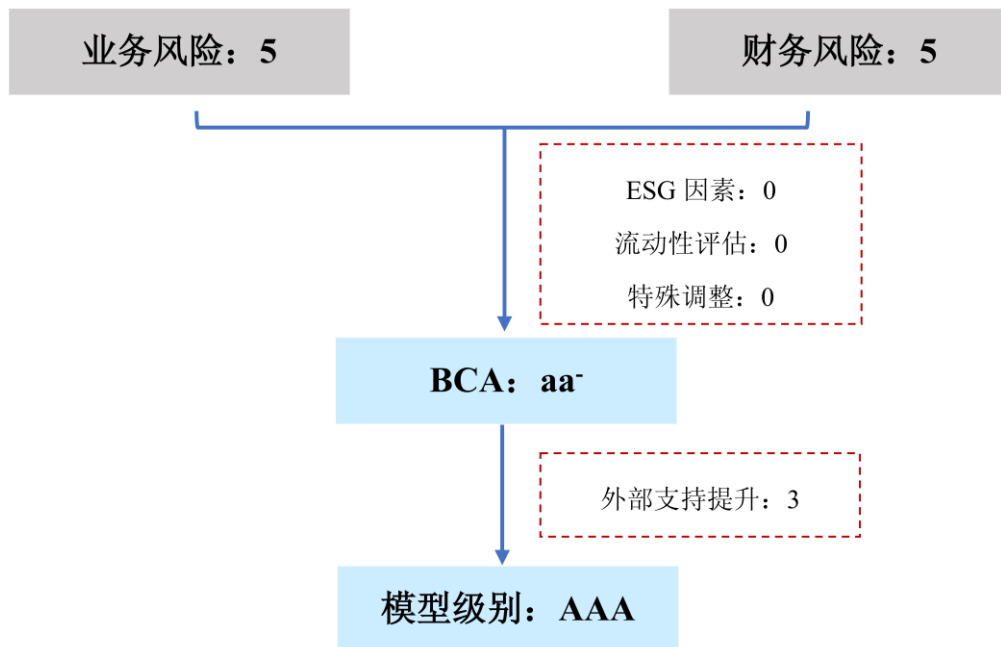 业务风险：5
财务风险：5
ESG 因素：0
流动性评估：0
特殊调整：0
BCA：aa-
外部支持提升：3
模型级别：AAA